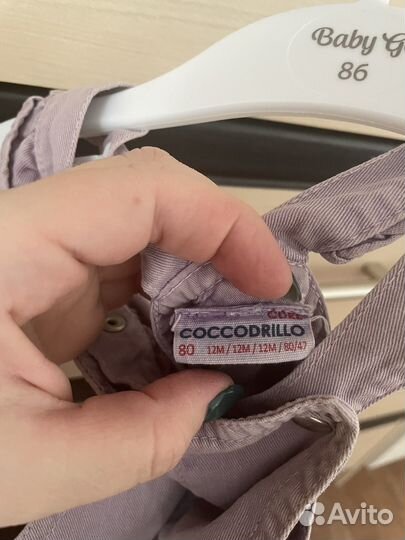 Baby
86
COCCODRILLO
80 12M / 12M / 12M / 80/47
Avito